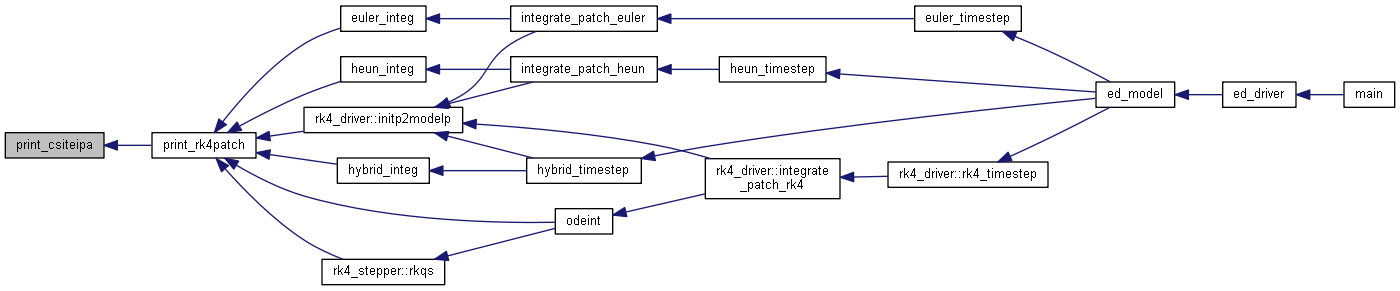 euler_integ
integrate_patch_euler
euler_timestep
heun_integ
integrate_patch_heun
heun_timestep
ed_model
ed_driver
main
rk4_driver::initp2modelp
print_csiteipa
print_rk4patch
hybrid_integ
hybrid_timestep
rk4_driver::integrate
_patch_rk4
rk4_driver::rk4_timestep
odeint
rk4_stepper::rkqs